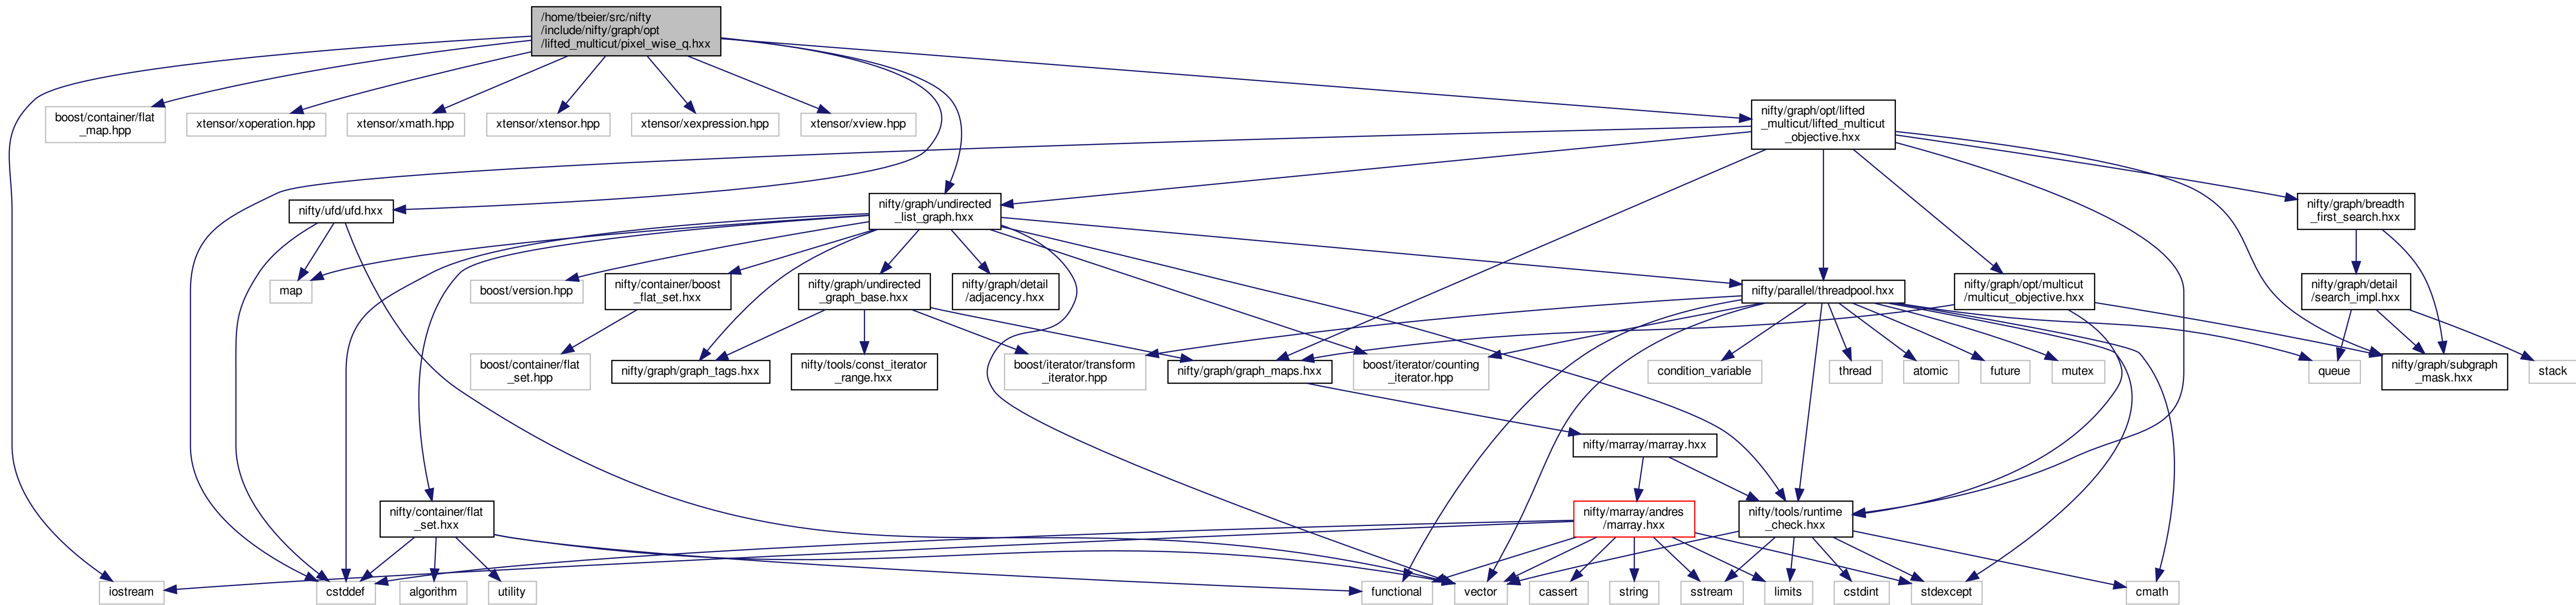 /home/tbeier/src/nifty
/include/nifty/graph/opt
/lifted_multicut/pixel_wise_q.hxx
boost/container/flat
_map.hpp
xtensor/xoperation.hpp
xtensor/xmath.hpp
xtensor/xtensor.hpp
xtensor/xexpression.hpp
xtensor/xview.hpp
nifty/graph/opt/lifted
_multicut/lifted_multicut
_objective.hxx
nifty/ufd/ufd.hxx
nifty/graph/undirected
_list_graph.hxx
nifty/graph/breadth
_first_search.hxx
map
boost/version.hpp
nifty/container/boost
_flat_set.hxx
nifty/graph/undirected
_graph_base.hxx
nifty/graph/detail
/adjacency.hxx
nifty/parallel/threadpool.hxx
nifty/graph/opt/multicut
/multicut_objective.hxx
nifty/graph/detail
/search_impl.hxx
boost/container/flat
_set.hpp
nifty/graph/graph_tags.hxx
nifty/tools/const_iterator
_range.hxx
boost/iterator/transform
_iterator.hpp
nifty/graph/graph_maps.hxx
boost/iterator/counting
_iterator.hpp
condition_variable
thread
atomic
future
mutex
queue
nifty/graph/subgraph
_mask.hxx
stack
nifty/marray/marray.hxx
nifty/container/flat
_set.hxx
nifty/marray/andres
/marray.hxx
nifty/tools/runtime
_check.hxx
iostream
cstddef
algorithm
utility
functional
vector
cassert
string
sstream
limits
cstdint
stdexcept
cmath